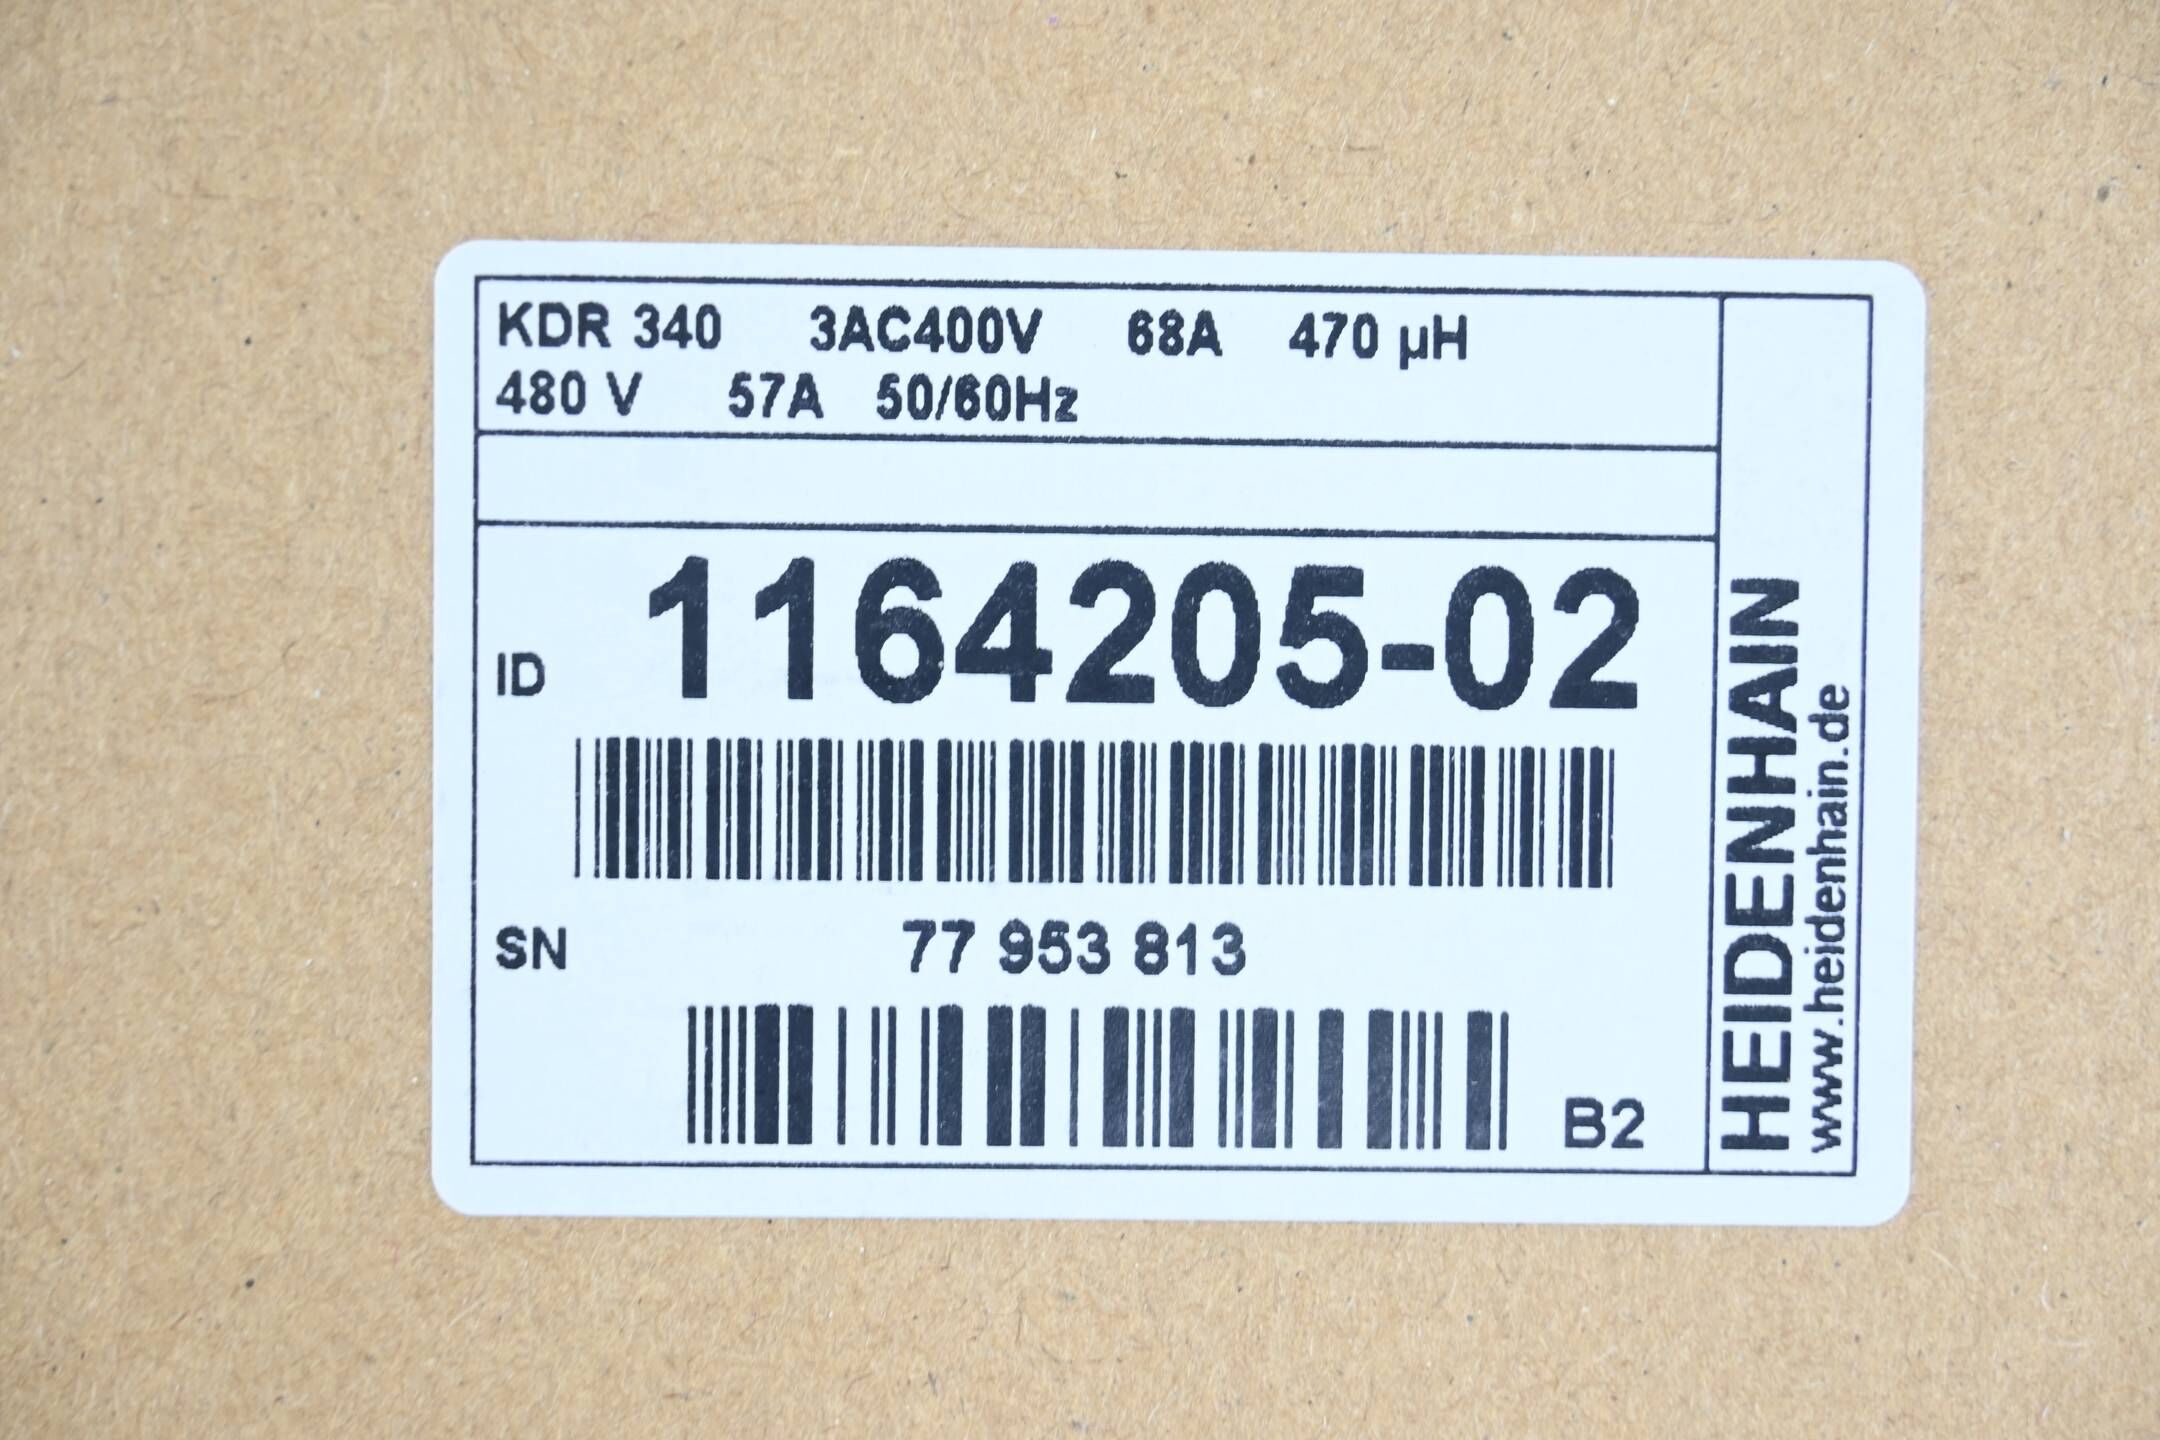 KDR 340 3AC400V 68A 470 µH
480 V 57A 50/60Hz
ID 1164205-02
SN 77 953 813
B2
HEIDENHAIN
www.heidenhain.de